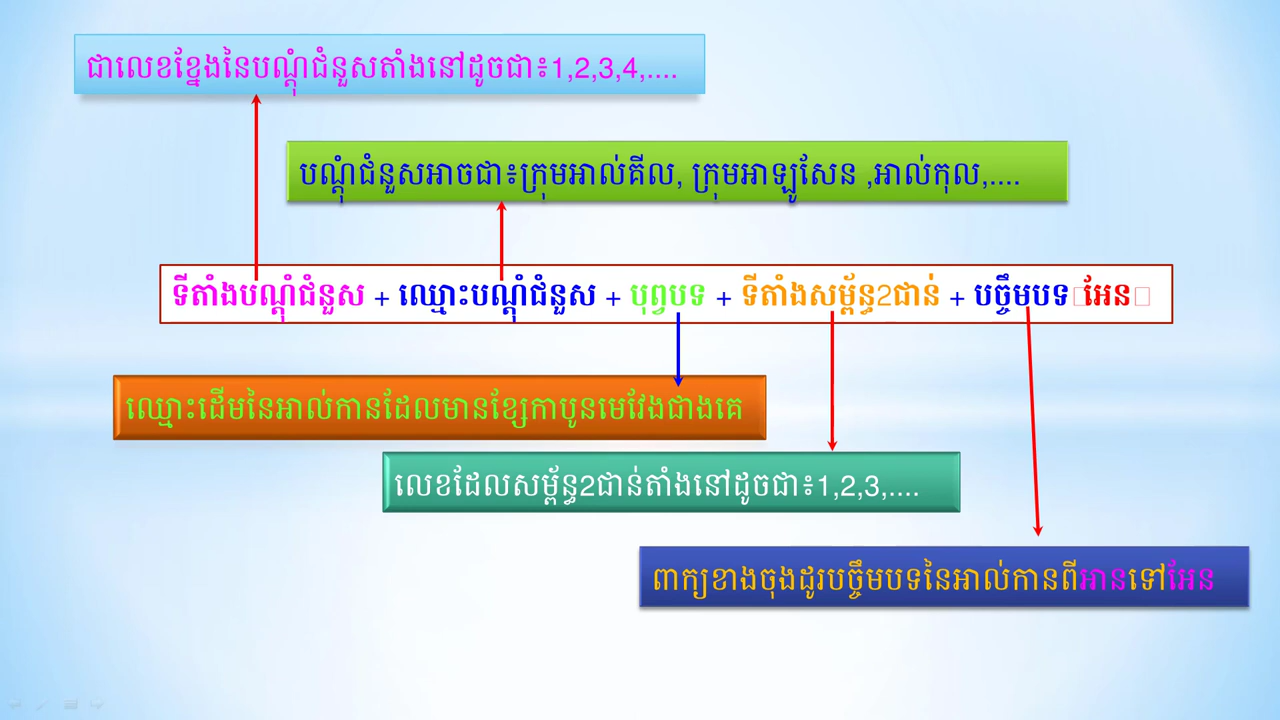 ជាលេខខ្នែងនៃបណ្តុំជំនួសតាំងនៅដូចជា៖1,2,3,4,....
បណ្តុំជំនួសអាចជា៖ក្រុមអាល់គីល, ក្រុមអាឡូសែន ,អាល់កុល,....
ទីតាំងបណ្តុំជំនួស + ឈ្មោះបណ្តុំជំនួស + បុព្វបទ + ទីតាំងសម្ព័ន្ធ2ជាន់ + បច្ចឹមបទ អែន
ឈ្មោះដើមនៃអាល់កានដែលមានខ្សែកាបូនមេវែងជាងគេ
លេខដែលសម្ព័ន្ធ2ជាន់តាំងនៅដូចជា៖1,2,3,....
ពាក្យខាងចុងដូរបច្ចឹមបទនៃអាល់កានពីអានទៅអែន